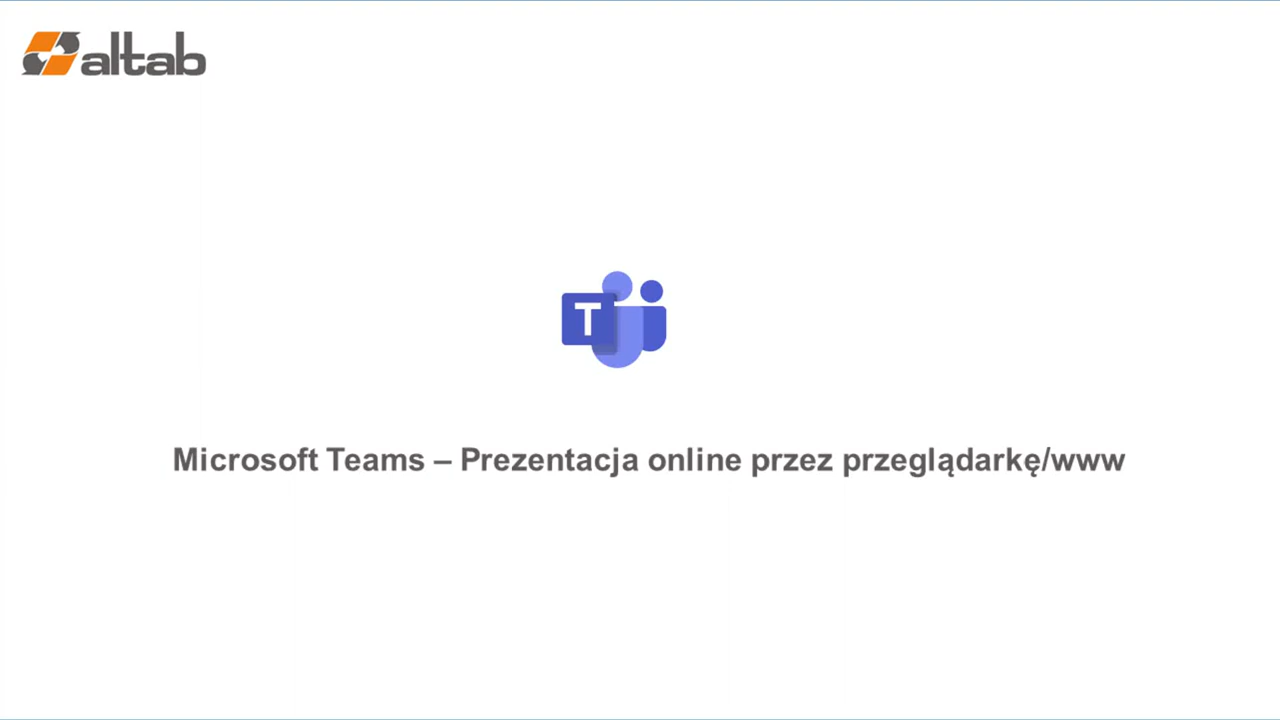 altab
T
Microsoft Teams – Prezentacja online przez przeglądarkę/www